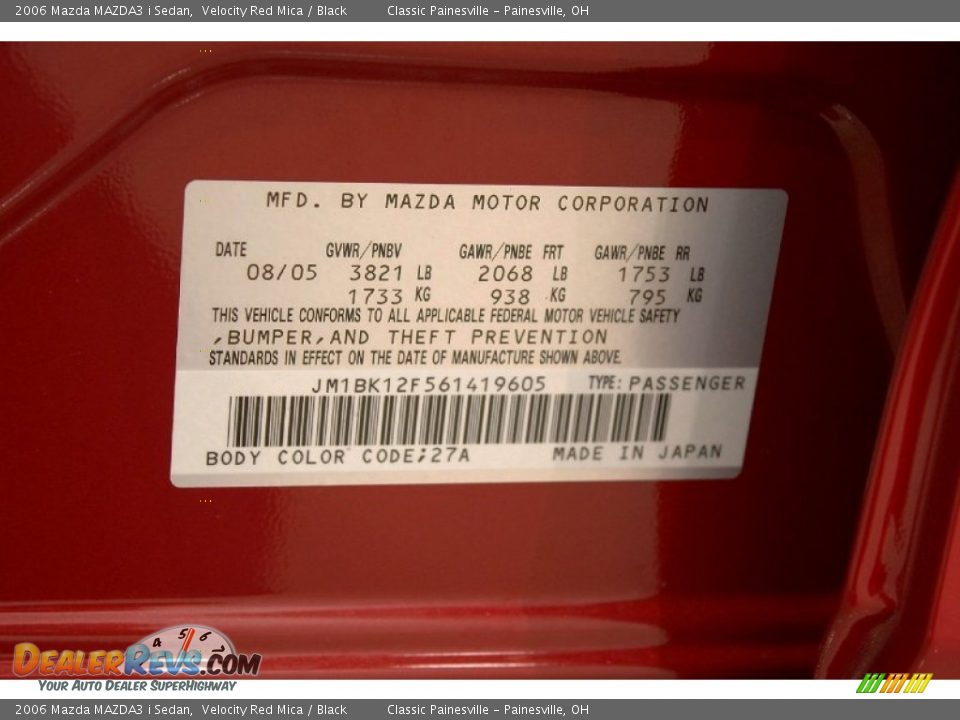 2006 Mazda MAZDA3 i Sedan, Velocity Red Mica / Black Classic Painesville - Painesville, OH
MFD. BY MAZDA MOTOR CORPORATION
DATE GVWR/PNBV GAWR/PNBE FRT GAWR/PNBE RR
08/05 3821 LB 2068 LB 1753 LB
1733 KG 938 KG 795 KG
THIS VEHICLE CONFORMS TO ALL APPLICABLE FEDERAL MOTOR VEHICLE SAFETY
,BUMPER,AND THEFT PREVENTION
STANDARDS IN EFFECT ON THE DATE OF MANUFACTURE SHOWN ABOVE.
JM1BK12F561419605 TYPE: PASSENGER
BODY COLOR CODE;27A MADE IN JAPAN
4 5 6
DEALERREVS.COM
YOUR AUTO DEALER SUPERHIGHWAY
2006 Mazda MAZDA3 i Sedan, Velocity Red Mica / Black Classic Painesville - Painesville, OH